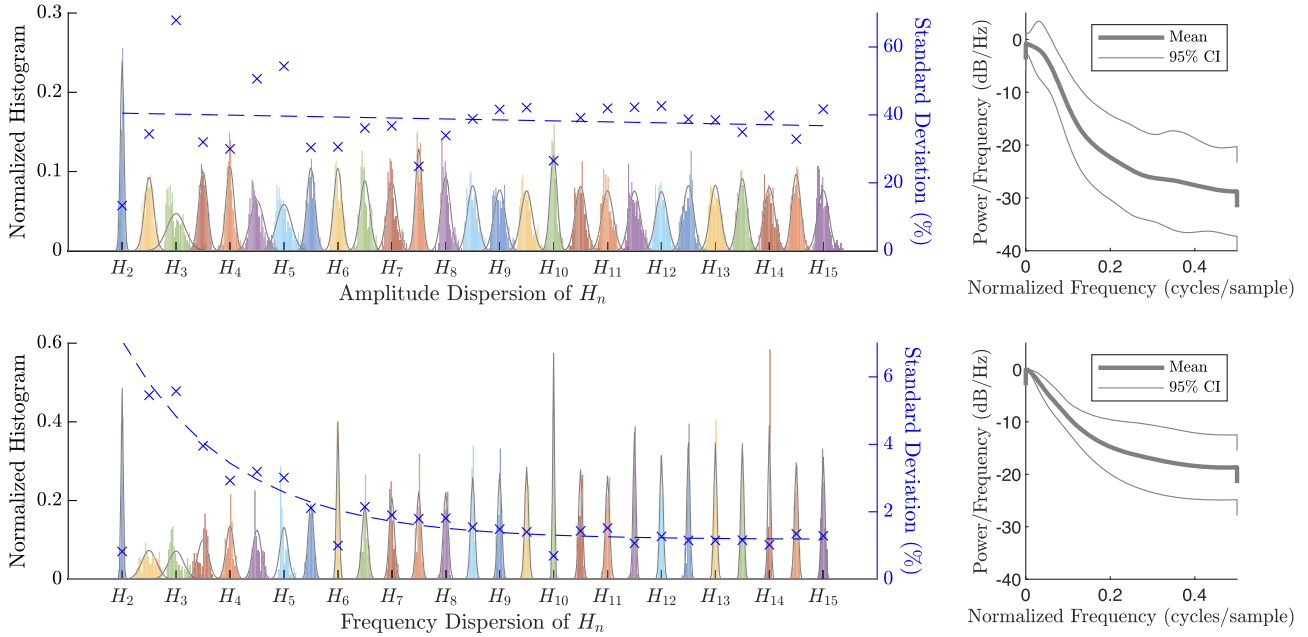 Normalized Histogram
0.3
0.2
0.1
0
H2 H3 H4 H5 H6 H7 H8 H9 H10 H11 H12 H13 H14 H15
Amplitude Dispersion of Hn
60
40
20
0
Standard Deviation (%)
Power/Frequency (dB/Hz)
0
-10
-20
-30
-40
Mean
95% CI
0 0.2 0.4
Normalized Frequency (cycles/sample)
Normalized Histogram
0.6
0.4
0.2
0
H2 H3 H4 H5 H6 H7 H8 H9 H10 H11 H12 H13 H14 H15
Frequency Dispersion of Hn
6
4
2
0
Standard Deviation (%)
Power/Frequency (dB/Hz)
0
-10
-20
-30
-40
Mean
95% CI
0 0.2 0.4
Normalized Frequency (cycles/sample)